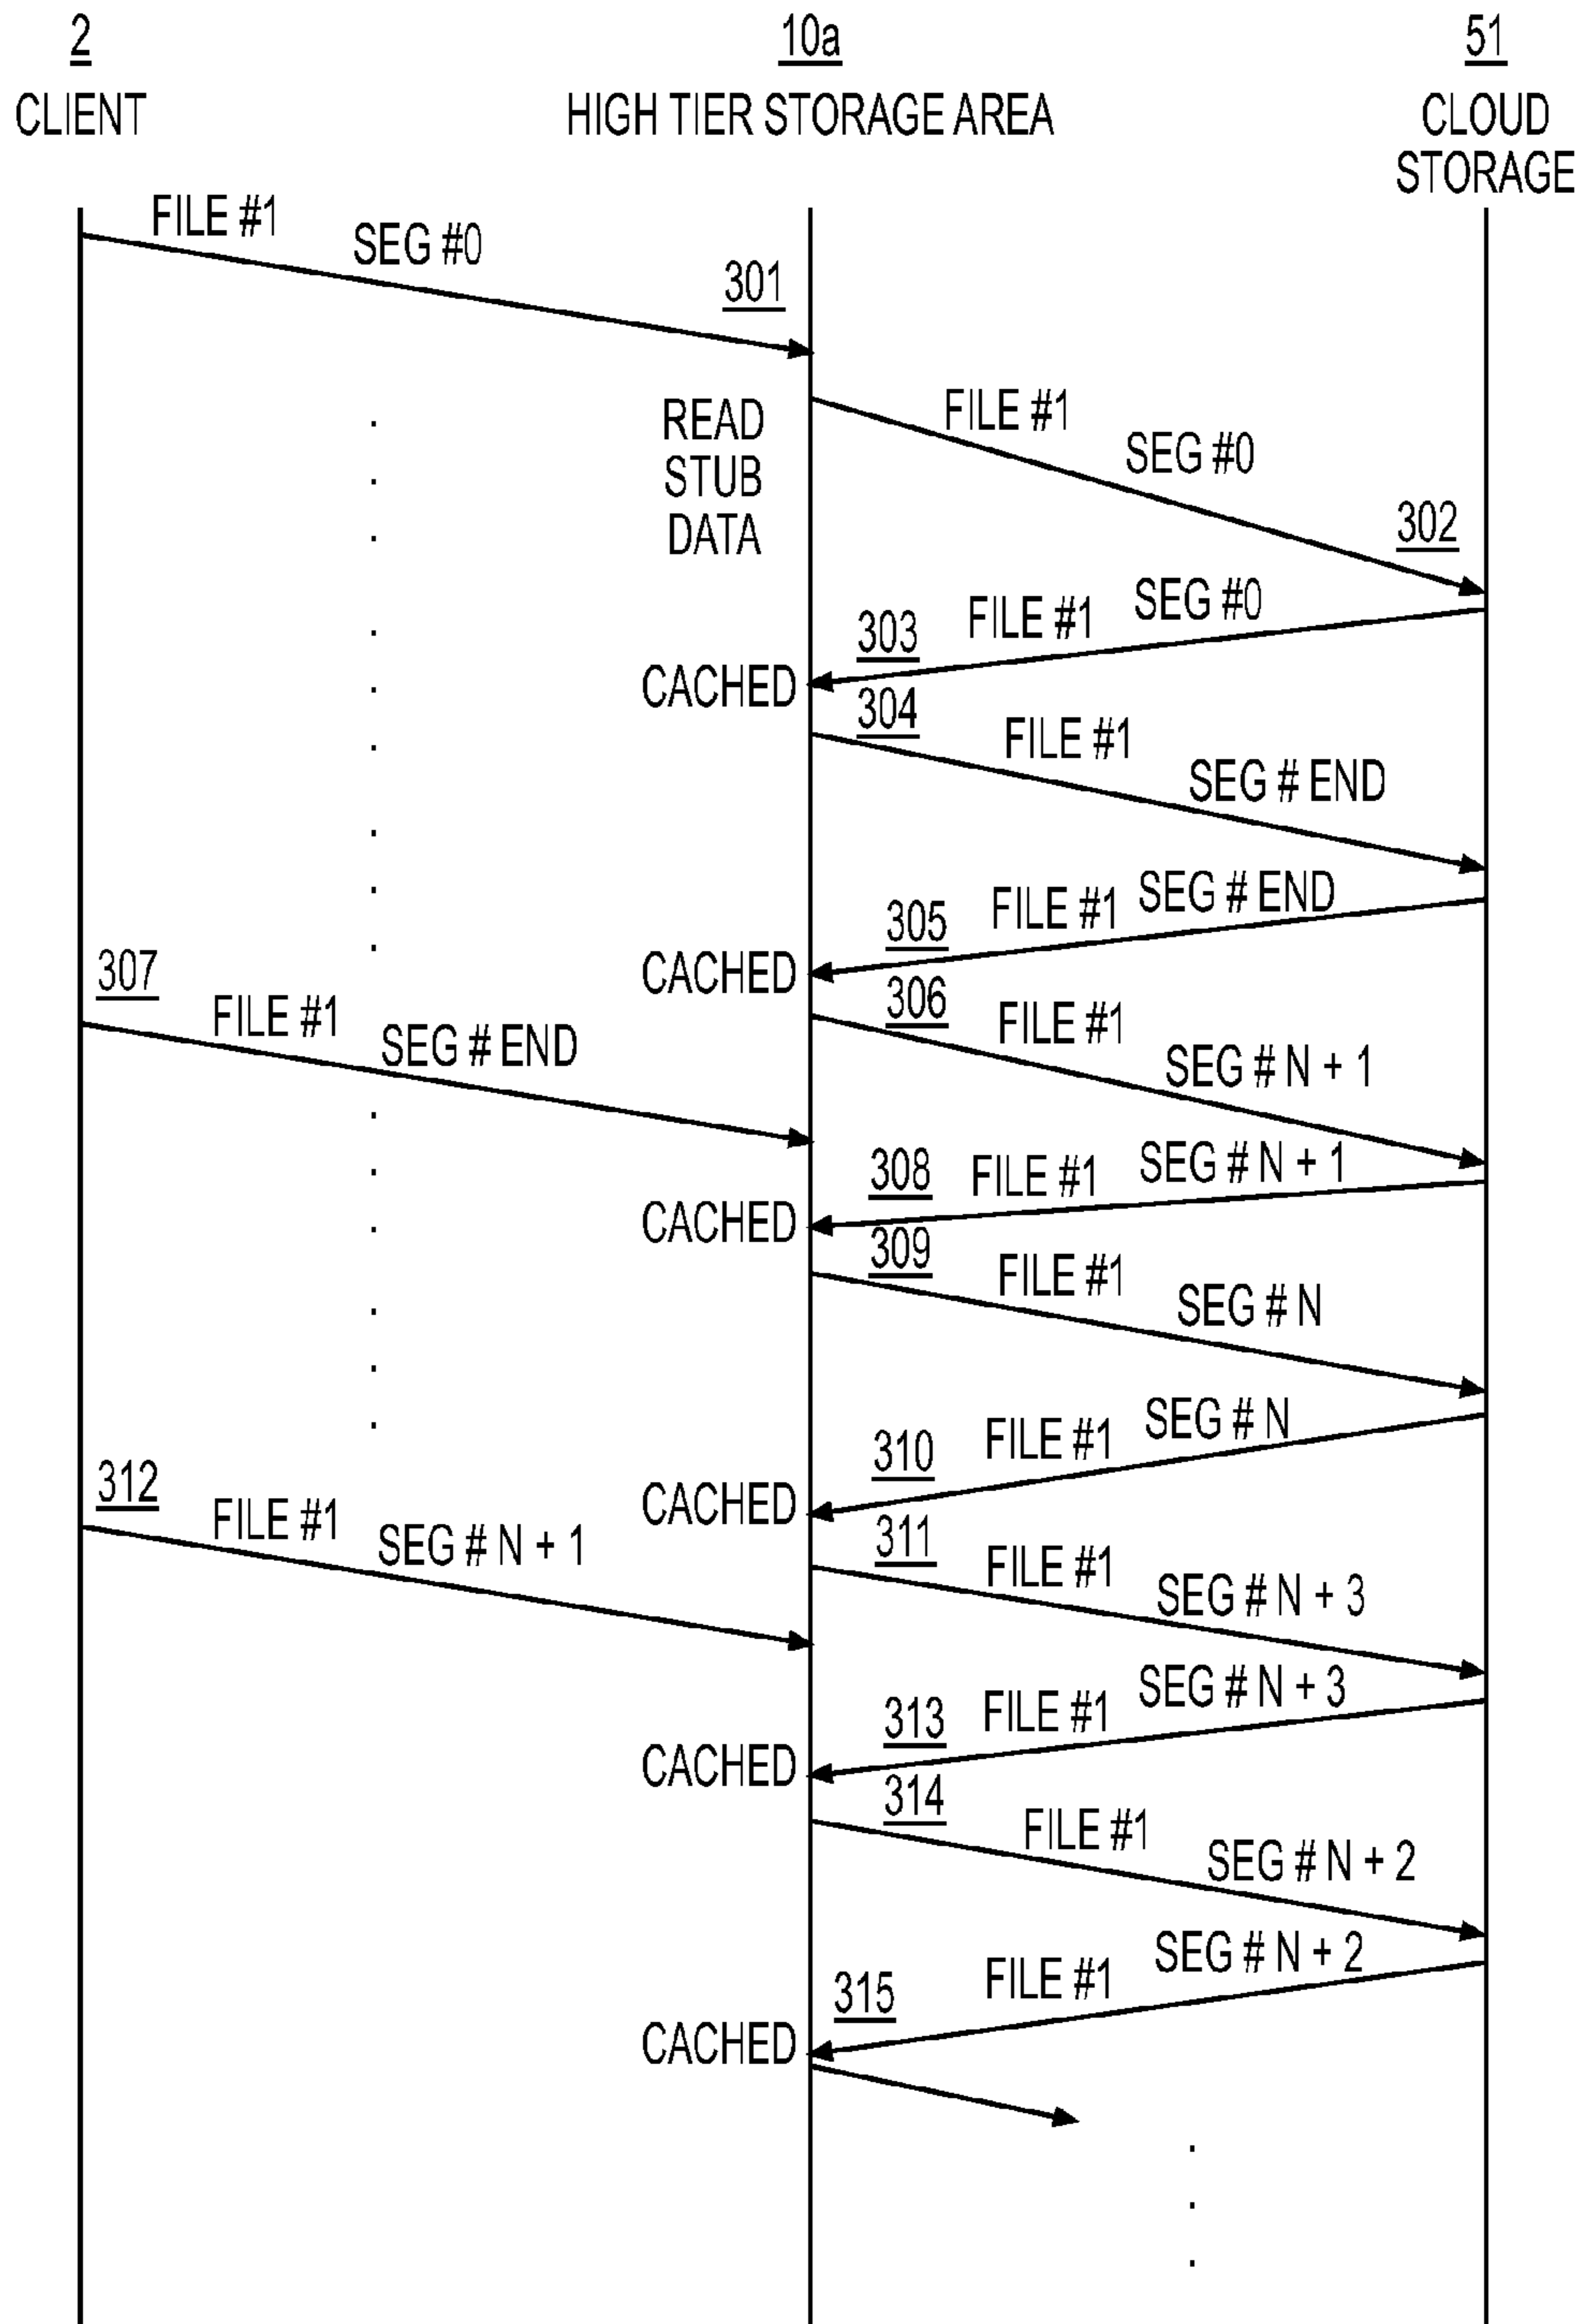 2
10a
51
CLIENT
HIGH TIER STORAGE AREA
CLOUD
STORAGE
FILE #1
SEG #0
301
READ
STUB
DATA
FILE #1
SEG #0
302
303
FILE #1
SEG #0
CACHED
304
FILE #1
SEG # END
305
FILE #1
SEG # END
CACHED
307
FILE #1
SEG # END
306
FILE #1
SEG # N + 1
308
FILE #1
SEG # N + 1
CACHED
309
FILE #1
SEG # N
310
FILE #1
SEG # N
CACHED
312
FILE #1
SEG # N + 1
311
FILE #1
SEG # N + 3
313
FILE #1
SEG # N + 3
CACHED
314
FILE #1
SEG # N + 2
315
FILE #1
SEG # N + 2
CACHED